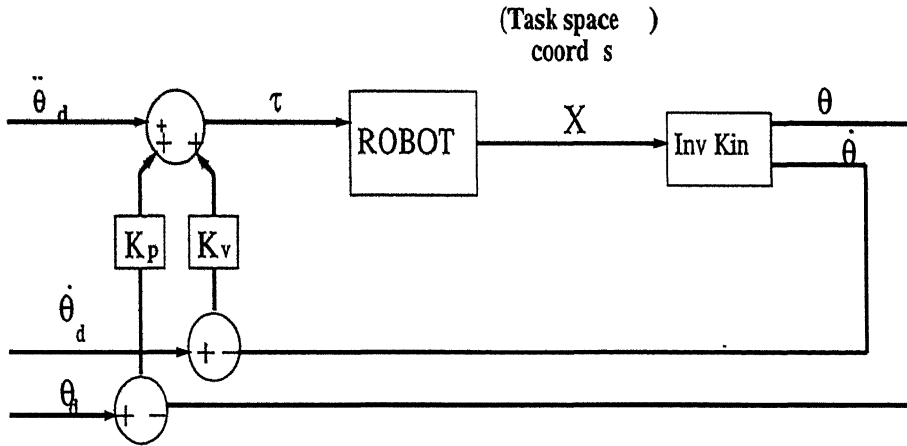 (Task space )
coord s
θ̈ d
τ
ROBOT
X
Inv Kin
θ
θ̇
+
+ +
Kp
Kv
θ̇ d
+ −
θd
+ −